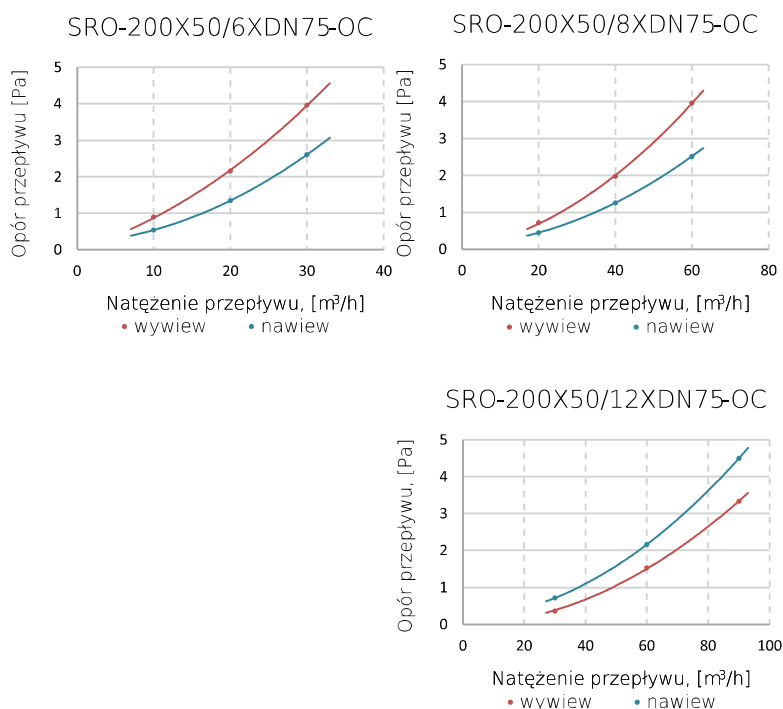 SRO-200X50/6XDN75-OC
Opór przepływu [Pa]
5
4
3
2
1
0
0 10 20 30 40
Natężenie przepływu, [m³/h]
wywiew nawiew
SRO-200X50/8XDN75-OC
Opór przepływu [Pa]
5
4
3
2
1
0
0 20 40 60 80
Natężenie przepływu, [m³/h]
wywiew nawiew
SRO-200X50/12XDN75-OC
Opór przepływu, [Pa]
5
4
3
2
1
0
0 20 40 60 80 100
Natężenie przepływu, [m³/h]
wywiew nawiew